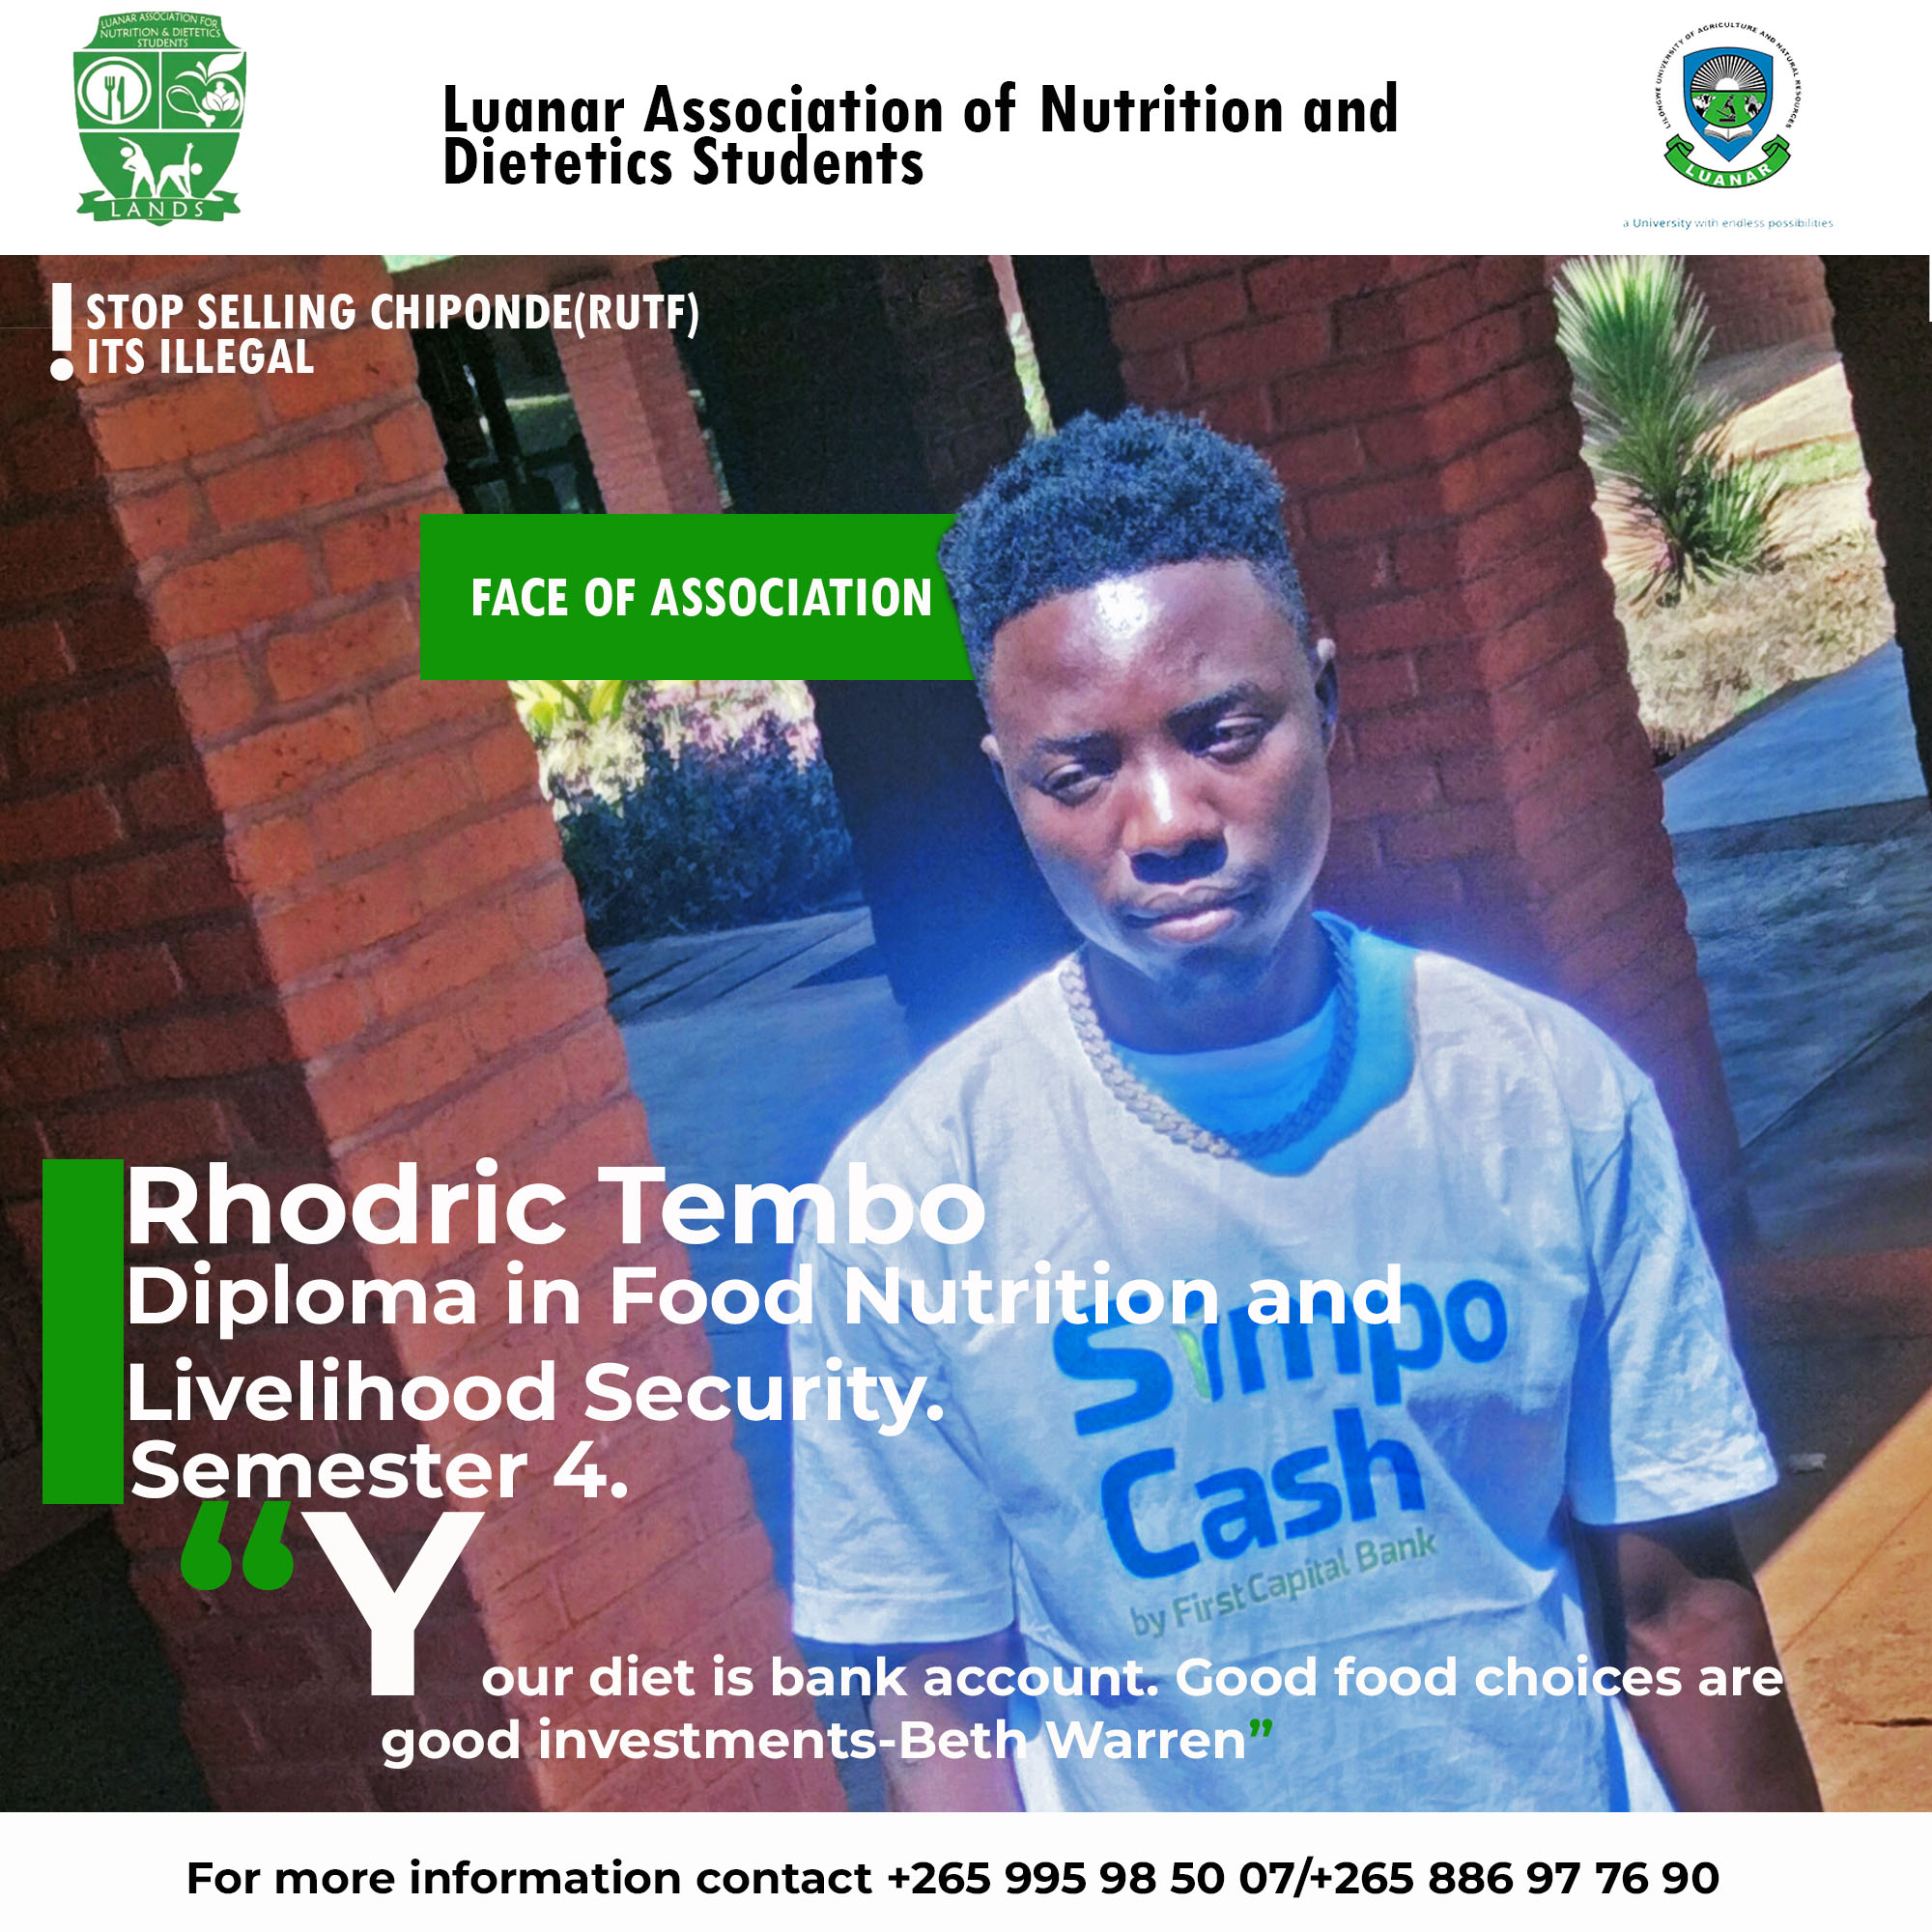 LUANAR ASSOCIATION FOR
NUTRITION & DIETETICS
STUDENTS
LANDS
Luanar Association of Nutrition and
Dietetics Students
LILONGWE UNIVERSITY OF AGRICULTURE AND NATURAL RESOURCES
LUANAR
a University with endless possibilities
! STOP SELLING CHIPONDE(RUTF)
ITS ILLEGAL
FACE OF ASSOCIATION
Rhodric Tembo
Diploma in Food Nutrition and
Livelihood Security.
Semester 4.
Simpo
Cash
by First Capital Bank
“Your diet is bank account. Good food choices are
good investments-Beth Warren”
For more information contact +265 995 98 50 07/+265 886 97 76 90